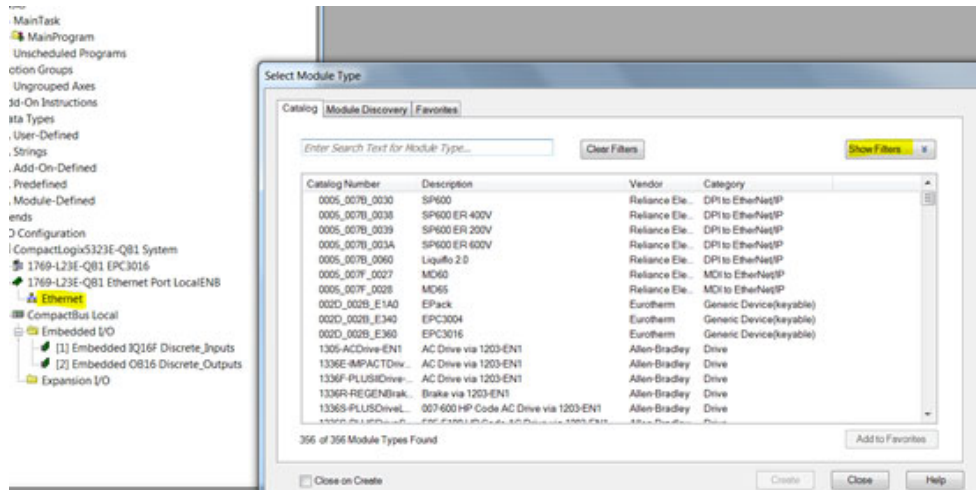 MainTask
MainProgram
Unscheduled Programs
otion Groups
Ungrouped Axes
dd-On Instructions
ata Types
User-Defined
Strings
Add-On-Defined
Predefined
Module-Defined
ends
O Configuration
CompactLogix5323E-QB1 System
1769-L23E-QB1 EPC3016
1769-L23E-QB1 Ethernet Port LocalENB
Ethernet
CompactBus Local
Embedded I/O
[1] Embedded IQ16F Discrete_Inputs
[2] Embedded OB16 Discrete_Outputs
Expansion I/O
Select Module Type
Catalog Module Discovery Favorites
Enter Search Text for Module Type... Clear Filters Show Filters
Catalog Number Description Vendor Category
0005_007B_0030 SP600 Reliance Ele... DPI to EtherNet/IP
0005_007B_0038 SP600 ER 400V Reliance Ele... DPI to EtherNet/IP
0005_007B_0039 SP600 ER 200V Reliance Ele... DPI to EtherNet/IP
0005_007B_003A SP600 ER 600V Reliance Ele... DPI to EtherNet/IP
0005_007B_0060 Liquiflo 2.0 Reliance Ele... DPI to EtherNet/IP
0005_007F_0027 MD60 Reliance Ele... MDI to EtherNet/IP
0005_007F_0028 MD65 Reliance Ele... MDI to EtherNet/IP
002D_002B_E1A0 EPack Eurotherm Generic Device(keyable)
002D_002B_E340 EPC3004 Eurotherm Generic Device(keyable)
002D_002B_E360 EPC3016 Eurotherm Generic Device(keyable)
1305-ACDrive-EN1 AC Drive via 1203-EN1 Allen-Bradley Drive
1336E-IMPACTDriv... AC Drive via 1203-EN1 Allen-Bradley Drive
1336F-PLUSIIDrive-... AC Drive via 1203-EN1 Allen-Bradley Drive
1336R-REGENBrak... Brake via 1203-EN1 Allen-Bradley Drive
1336S-PLUSDriveL... 007-600 HP Code AC Drive via 1203-EN1 Allen-Bradley Drive
356 of 356 Module Types Found Add to Favorites
Close on Create Create Close Help